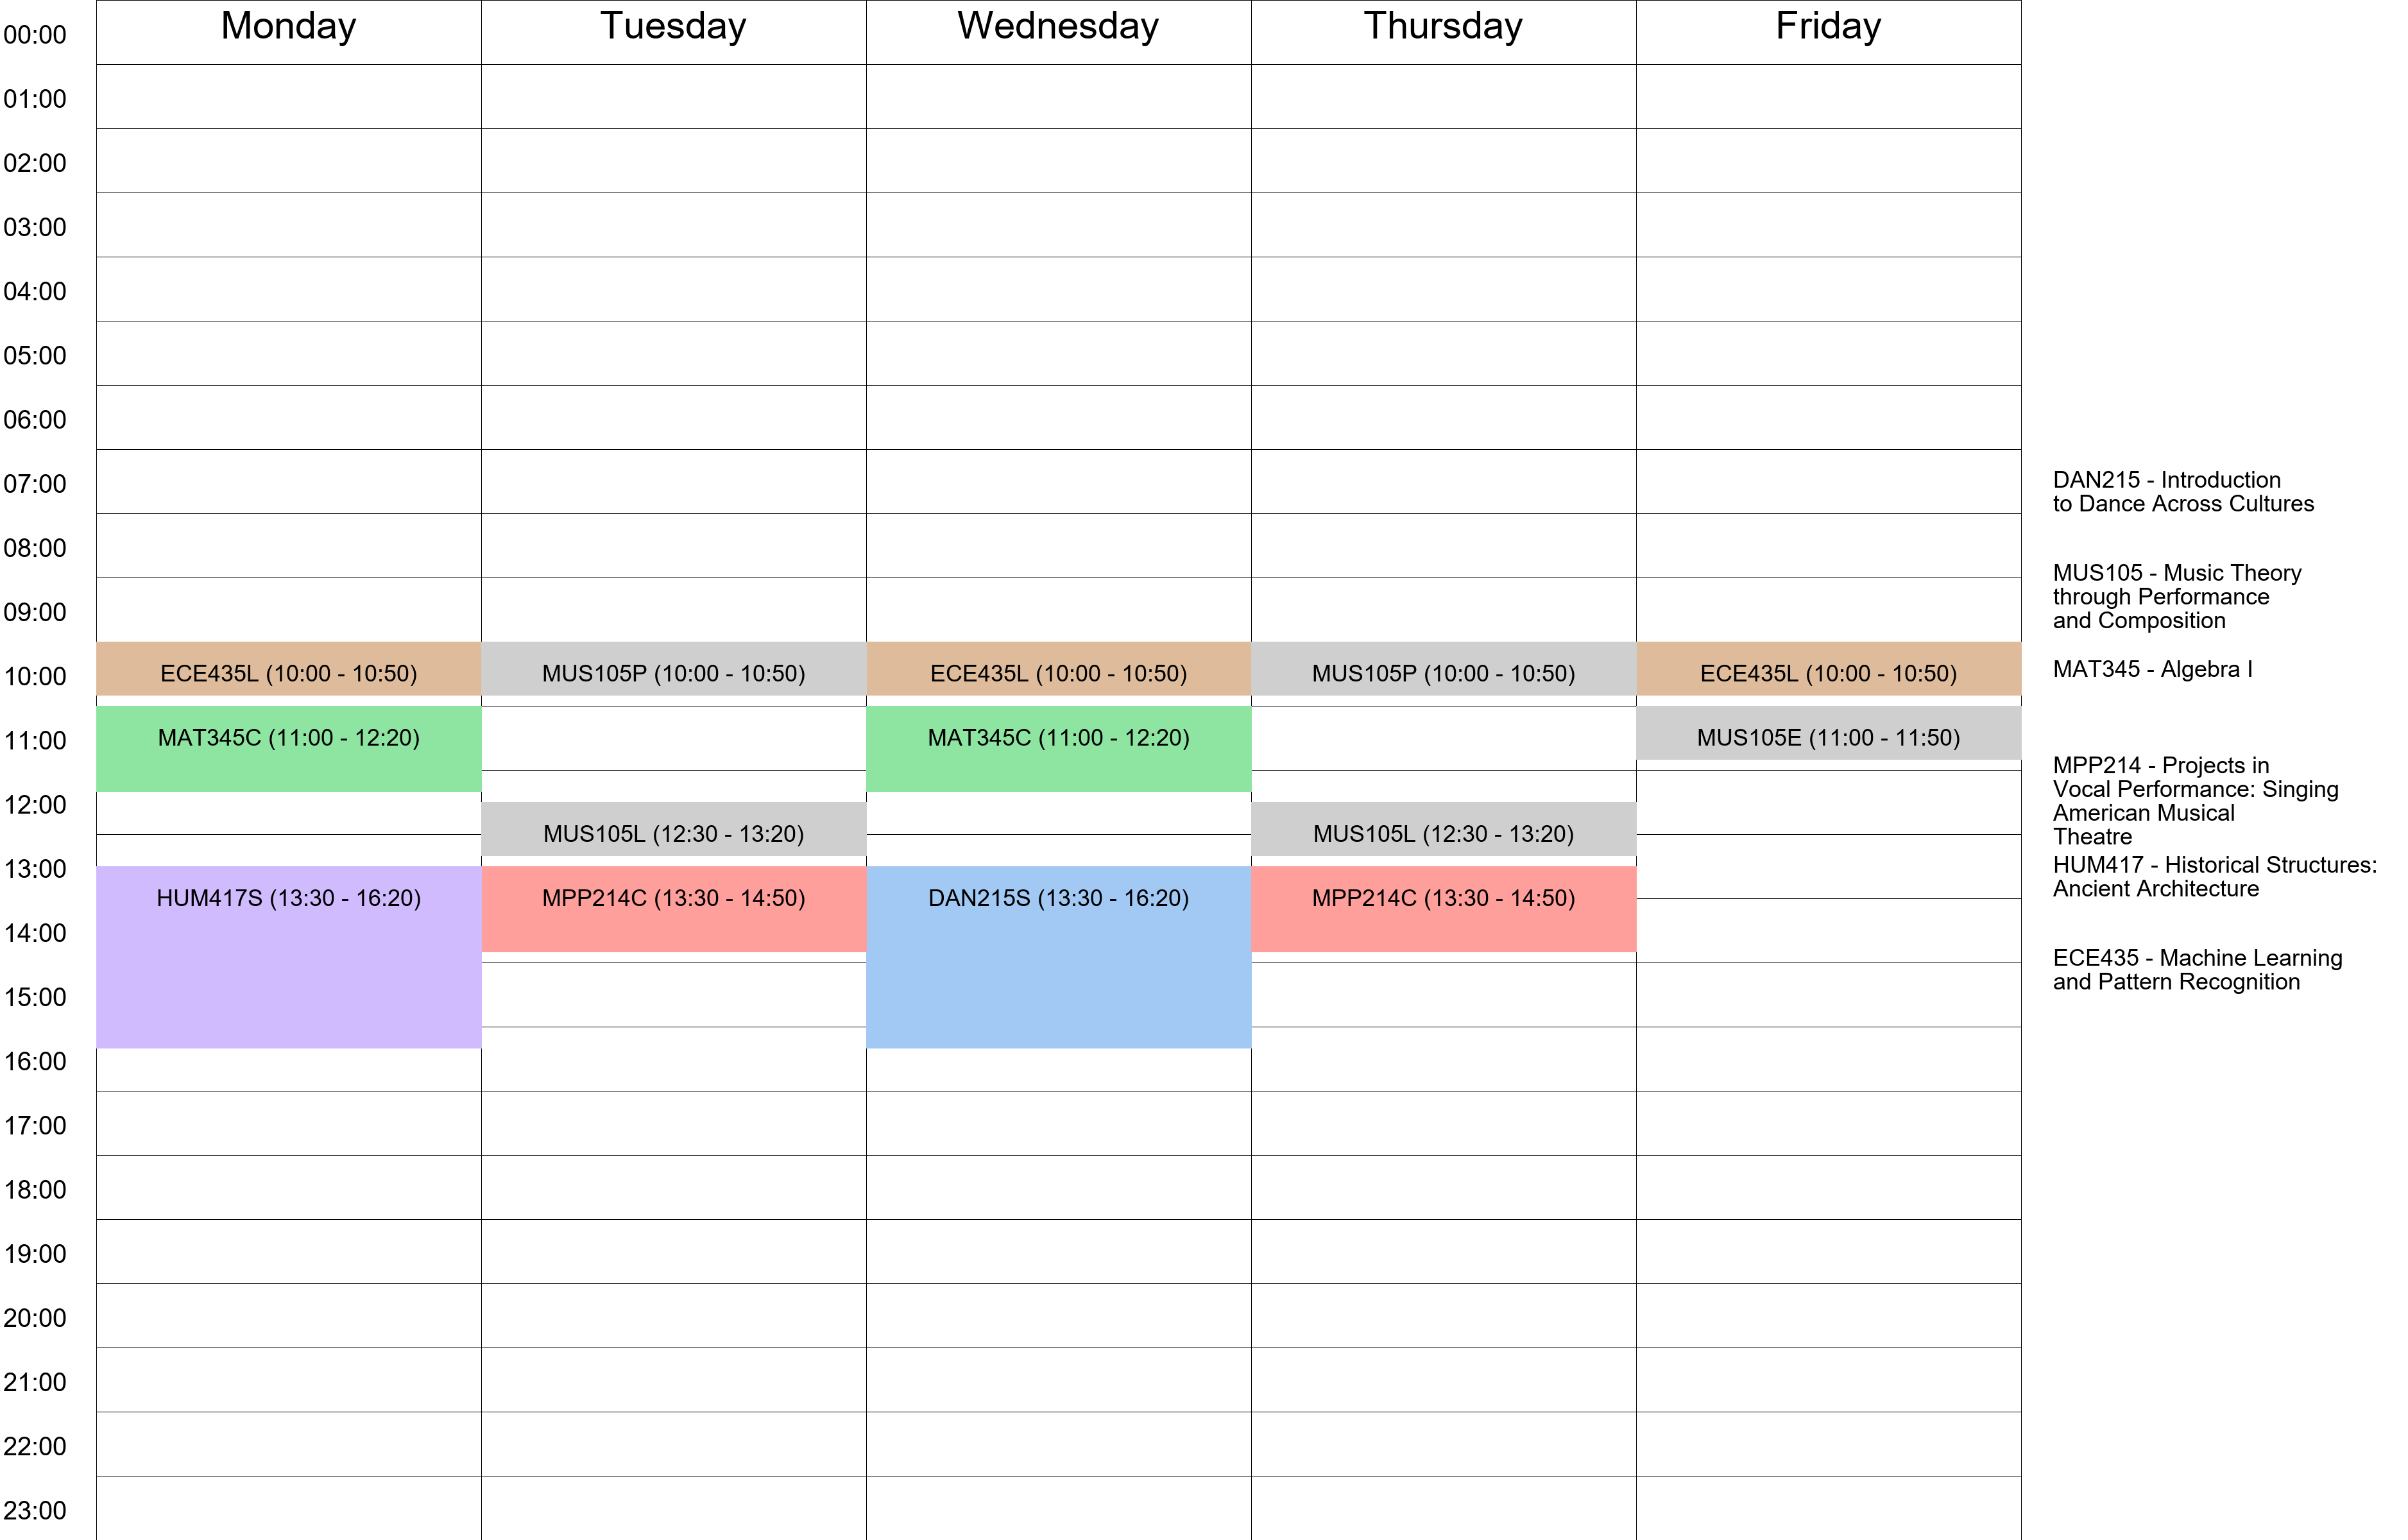 Monday Tuesday Wednesday Thursday Friday
00:00
01:00
02:00
03:00
04:00
05:00
06:00
07:00
08:00
09:00
10:00 ECE435L (10:00 - 10:50) MUS105P (10:00 - 10:50) ECE435L (10:00 - 10:50) MUS105P (10:00 - 10:50) ECE435L (10:00 - 10:50)
11:00 MAT345C (11:00 - 12:20) MAT345C (11:00 - 12:20) MUS105E (11:00 - 11:50)
12:00
MUS105L (12:30 - 13:20) MUS105L (12:30 - 13:20)
13:00
HUM417S (13:30 - 16:20) MPP214C (13:30 - 14:50) DAN215S (13:30 - 16:20) MPP214C (13:30 - 14:50)
14:00
15:00
16:00
17:00
18:00
19:00
20:00
21:00
22:00
23:00
DAN215 - Introduction
to Dance Across Cultures
MUS105 - Music Theory
through Performance
and Composition
MAT345 - Algebra I
MPP214 - Projects in
Vocal Performance: Singing
American Musical
Theatre
HUM417 - Historical Structures:
Ancient Architecture
ECE435 - Machine Learning
and Pattern Recognition